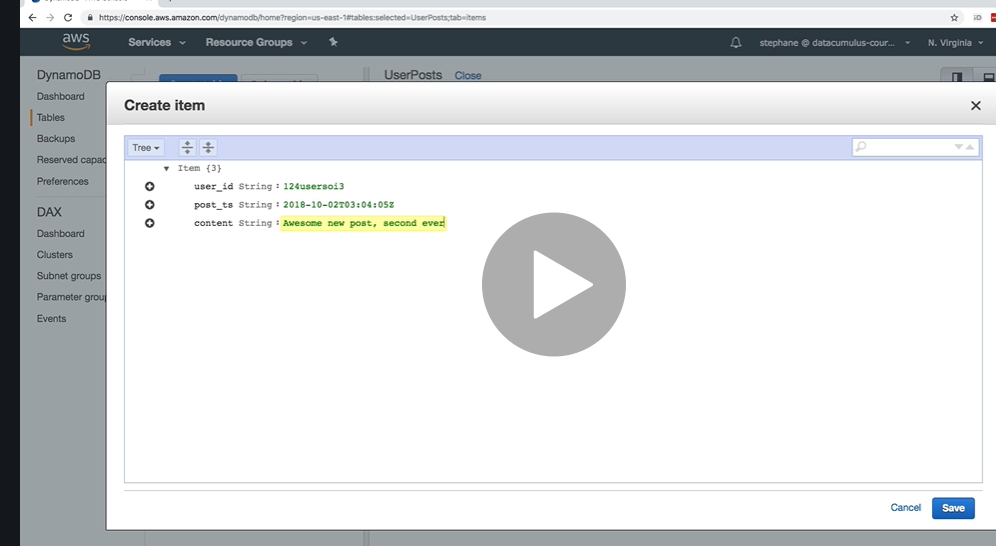 https://console.aws.amazon.com/dynamodb/home?region=us-east-1#tables:selected=UserPosts;tab=items
aws
Services
Resource Groups
stephane @ datacumulus-cour...
N. Virginia
DynamoDB
Dashboard
Tables
Backups
Reserved capac
Preferences
DAX
Dashboard
Clusters
Subnet groups
Parameter group
Events
UserPosts Close
Create item
Tree
Item {3}
user_id String : 124usersoi3
post_ts String : 2018-10-02T03:04:05Z
content String : Awesome new post, second ever
Cancel
Save